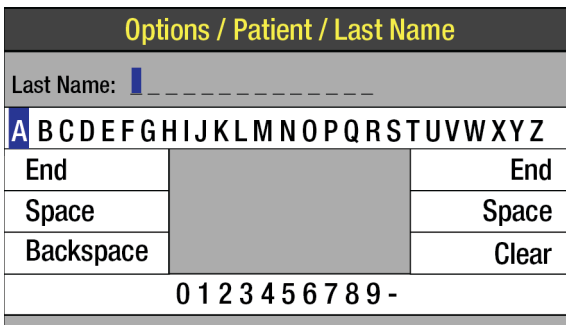 Options / Patient / Last Name
Last Name: _ _ _ _ _ _ _ _ _ _ _ _ _
A B C D E F G H I J K L M N O P Q R S T U V W X Y Z
End End
Space Space
Backspace Clear
0 1 2 3 4 5 6 7 8 9 -